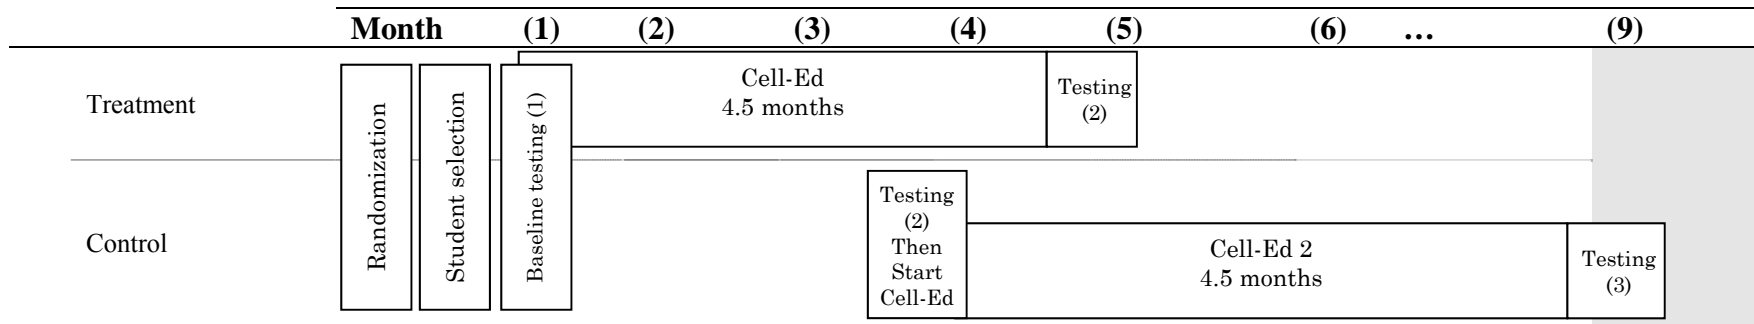 Month (1) (2) (3) (4) (5) (6) … (9)
Treatment
Randomization
Student selection
Baseline testing (1)
Cell-Ed
4.5 months
Testing
(2)
Control
Testing
(2)
Then
Start
Cell-Ed
Cell-Ed 2
4.5 months
Testing
(3)